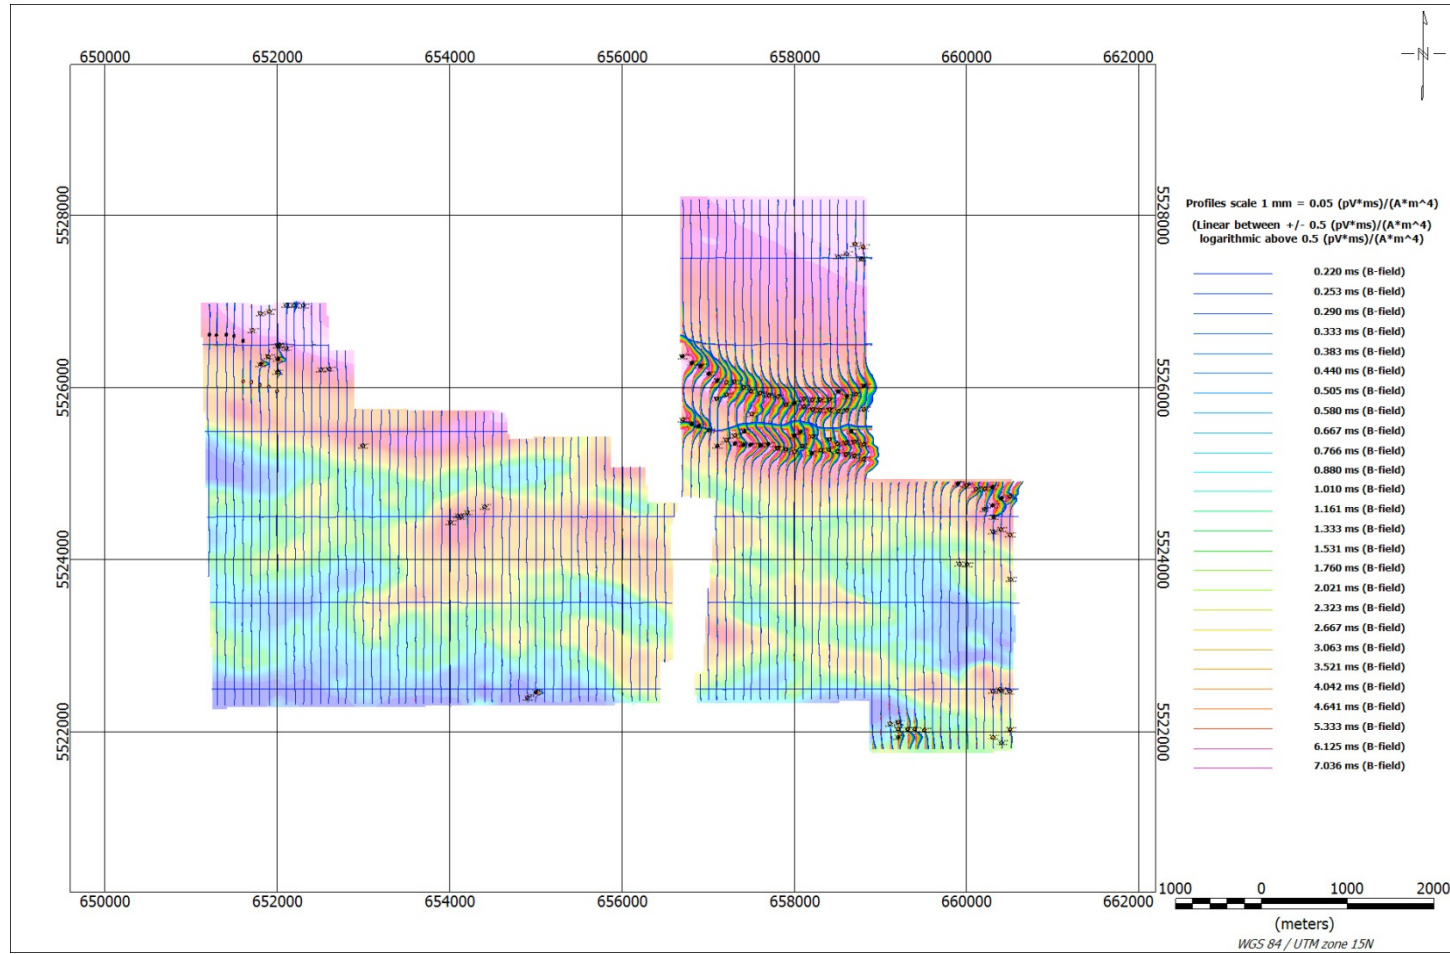 N
650000 652000 654000 656000 658000 660000 662000
5528000 5528000
5526000 5526000
5524000 5524000
5522000 5522000
650000 652000 654000 656000 658000 660000 662000
Profiles scale 1 mm = 0.05 (pV*ms)/(A*m^4)
(Linear between +/- 0.5 (pV*ms)/(A*m^4)
logarithmic above 0.5 (pV*ms)/(A*m^4)
0.220 ms (B-field)
0.253 ms (B-field)
0.290 ms (B-field)
0.333 ms (B-field)
0.383 ms (B-field)
0.440 ms (B-field)
0.505 ms (B-field)
0.580 ms (B-field)
0.667 ms (B-field)
0.766 ms (B-field)
0.880 ms (B-field)
1.010 ms (B-field)
1.161 ms (B-field)
1.333 ms (B-field)
1.531 ms (B-field)
1.760 ms (B-field)
2.021 ms (B-field)
2.323 ms (B-field)
2.667 ms (B-field)
3.063 ms (B-field)
3.521 ms (B-field)
4.042 ms (B-field)
4.641 ms (B-field)
5.333 ms (B-field)
6.125 ms (B-field)
7.036 ms (B-field)
1000 0 1000 2000
(meters)
WGS 84 / UTM zone 15N